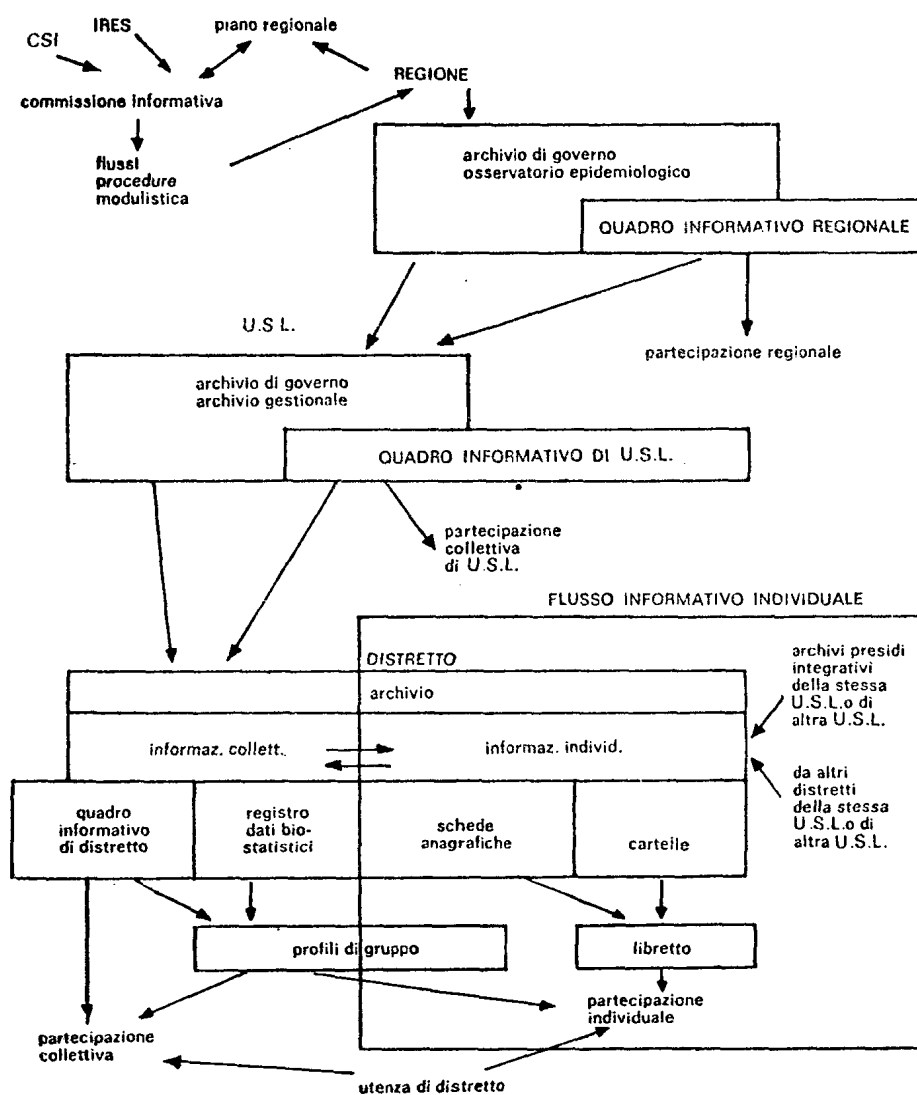 IRES
piano regionale
CSI
REGIONE
commissione informativa
flussi
procedure
modulistica
archivio di governo
osservatorio epidemiologico
QUADRO INFORMATIVO REGIONALE
U.S.L.
partecipazione regionale
archivio di governo
archivio gestionale
QUADRO INFORMATIVO DI U.S.L.
partecipazione
collettiva
di U.S.L.
FLUSSO INFORMATIVO INDIVIDUALE
DISTRETTO
archivio
archivi presidi
integrativi
della stessa
U.S.L.o di
altra U.S.L.
informaz. collett.
informaz. individ.
da altri
distretti
della stessa
U.S.L.o di
altra U.S.L.
quadro
informativo
di distretto
registro
dati bio-
statistici
schede
anagrafiche
cartelle
profili di gruppo
libretto
partecipazione
individuale
partecipazione
collettiva
utenza di distretto